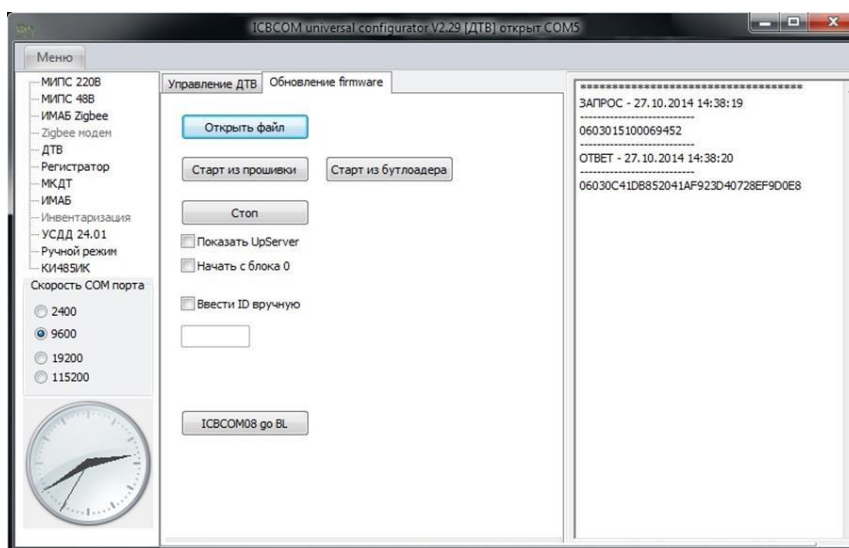 ICBCOM universal configurator V2.29 [ДТВ] открыт COM5
Меню
МИПС 220В
МИПС 48В
ИМАБ Zigbee
Zigbee модем
ДТВ
Регистратор
МКДТ
ИМАБ
Инвентаризация
УСДД 24.01
Ручной режим
КИ485ИК
Скорость COM порта
2400
9600
19200
115200
Управление ДТВ
Обновление firmware
Открыть файл
Старт из прошивки
Старт из бутлоадера
Стоп
Показать UpServer
Начать с блока 0
Ввести ID вручную
ICBCOM08 go BL
***********************************
ЗАПРОС - 27.10.2014 14:38:19
---------------------------
0603015100069452
---------------------------
ОТВЕТ - 27.10.2014 14:38:20
---------------------------
06030C41DB852041AF923D40728EF9D0E8